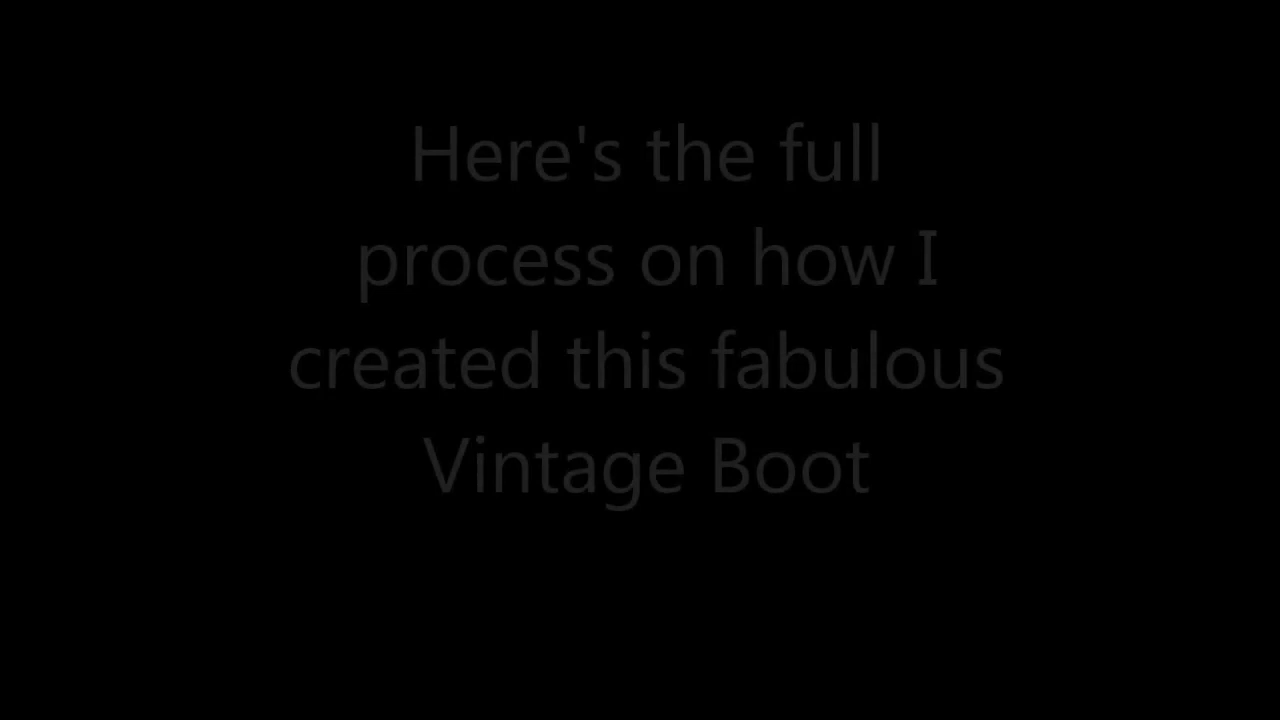 Here's the full
process on how I
created this fabulous
Vintage Boot